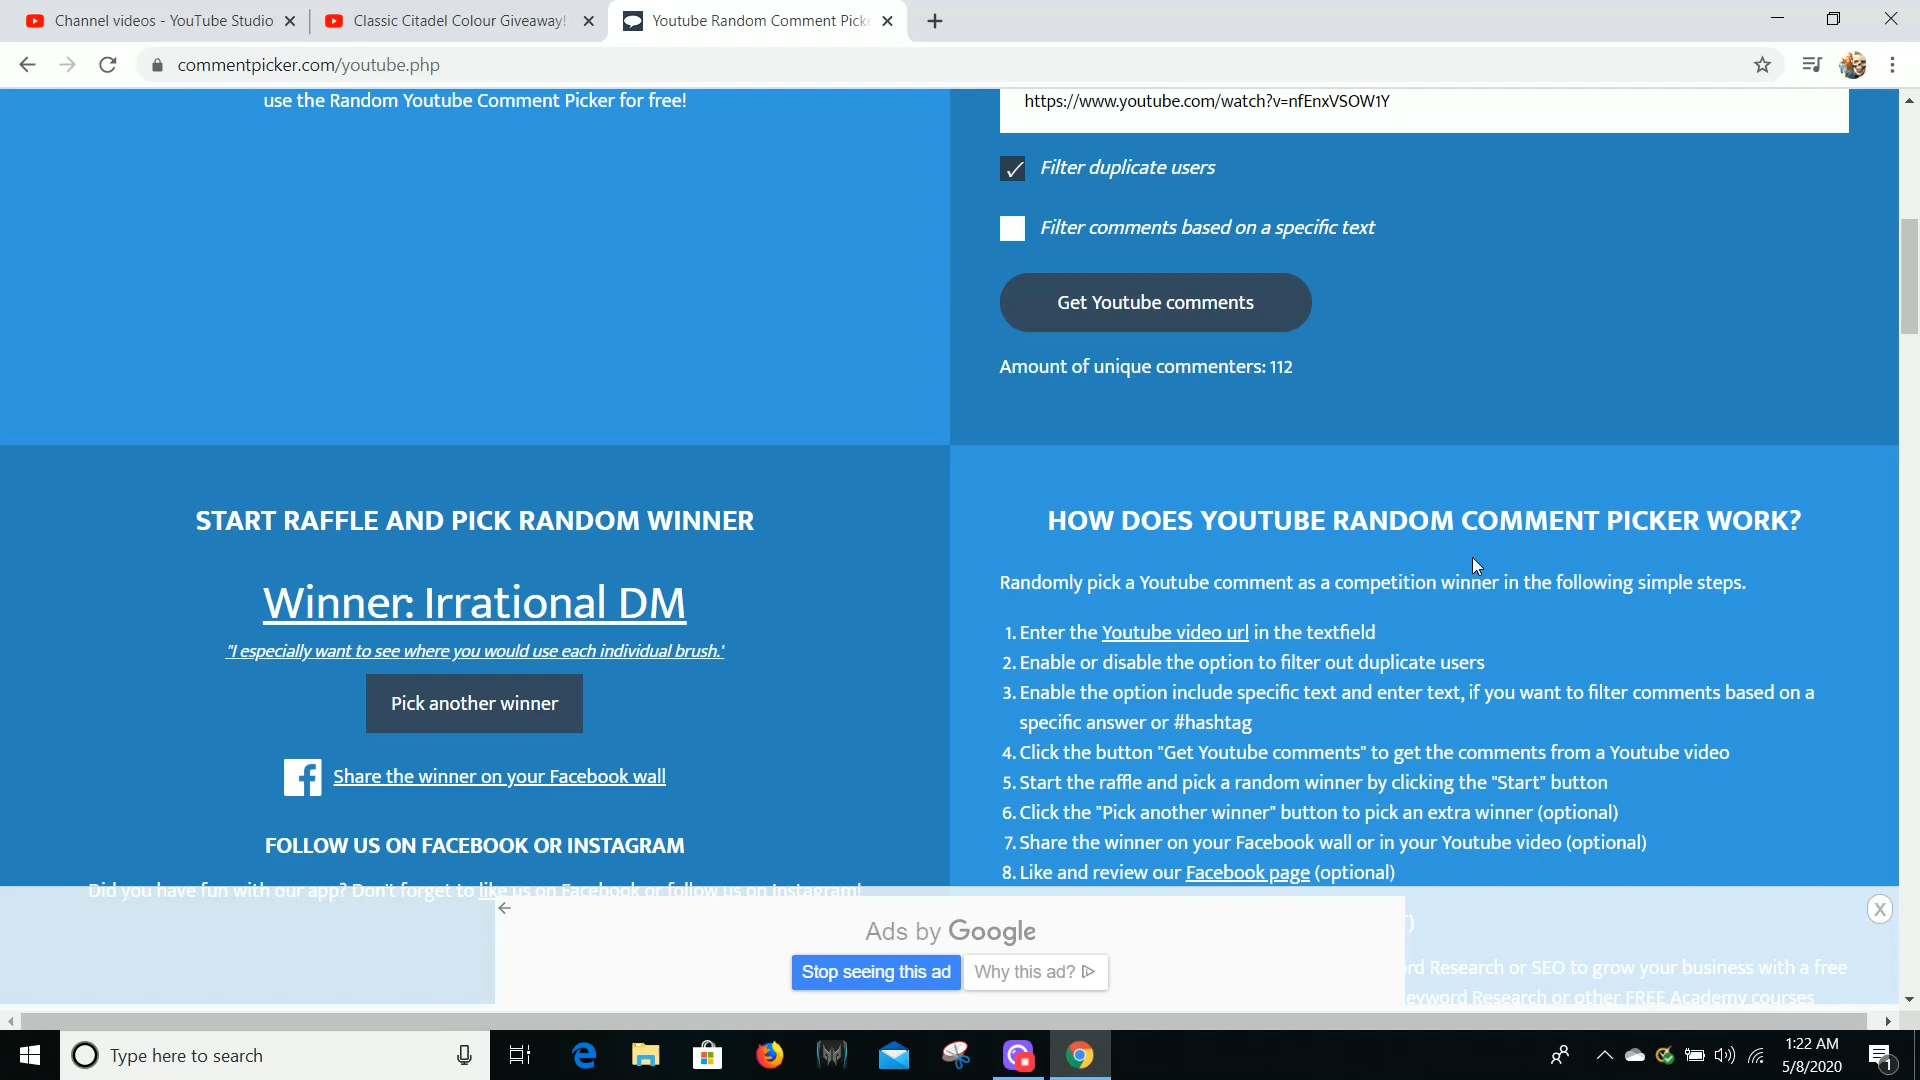 Channel videos - YouTube Studio
Classic Citadel Colour Giveaway!
Youtube Random Comment Picke
commentpicker.com/youtube.php
use the Random Youtube Comment Picker for free!
https://www.youtube.com/watch?v=nfEnxVSOW1Y
Filter duplicate users
Filter comments based on a specific text
Get Youtube comments
Amount of unique commenters: 112
START RAFFLE AND PICK RANDOM WINNER
Winner: Irrational DM
"I especially want to see where you would use each individual brush."
Pick another winner
Share the winner on your Facebook wall
FOLLOW US ON FACEBOOK OR INSTAGRAM
Did you have fun with our app? Don't forget to like us on Facebook or follow us on Instagram!
HOW DOES YOUTUBE RANDOM COMMENT PICKER WORK?
Randomly pick a Youtube comment as a competition winner in the following simple steps.
1. Enter the Youtube video url in the textfield
2. Enable or disable the option to filter out duplicate users
3. Enable the option include specific text and enter text, if you want to filter comments based on a
specific answer or #hashtag
4. Click the button "Get Youtube comments" to get the comments from a Youtube video
5. Start the raffle and pick a random winner by clicking the "Start" button
6. Click the "Pick another winner" button to pick an extra winner (optional)
7. Share the winner on your Facebook wall or in your Youtube video (optional)
8. Like and review our Facebook page (optional)
Research or SEO to grow your business with a free
Research or other FREE Academy courses
Ads by Google
Stop seeing this ad
Why this ad?
X
Type here to search
1:22 AM
5/8/2020
1